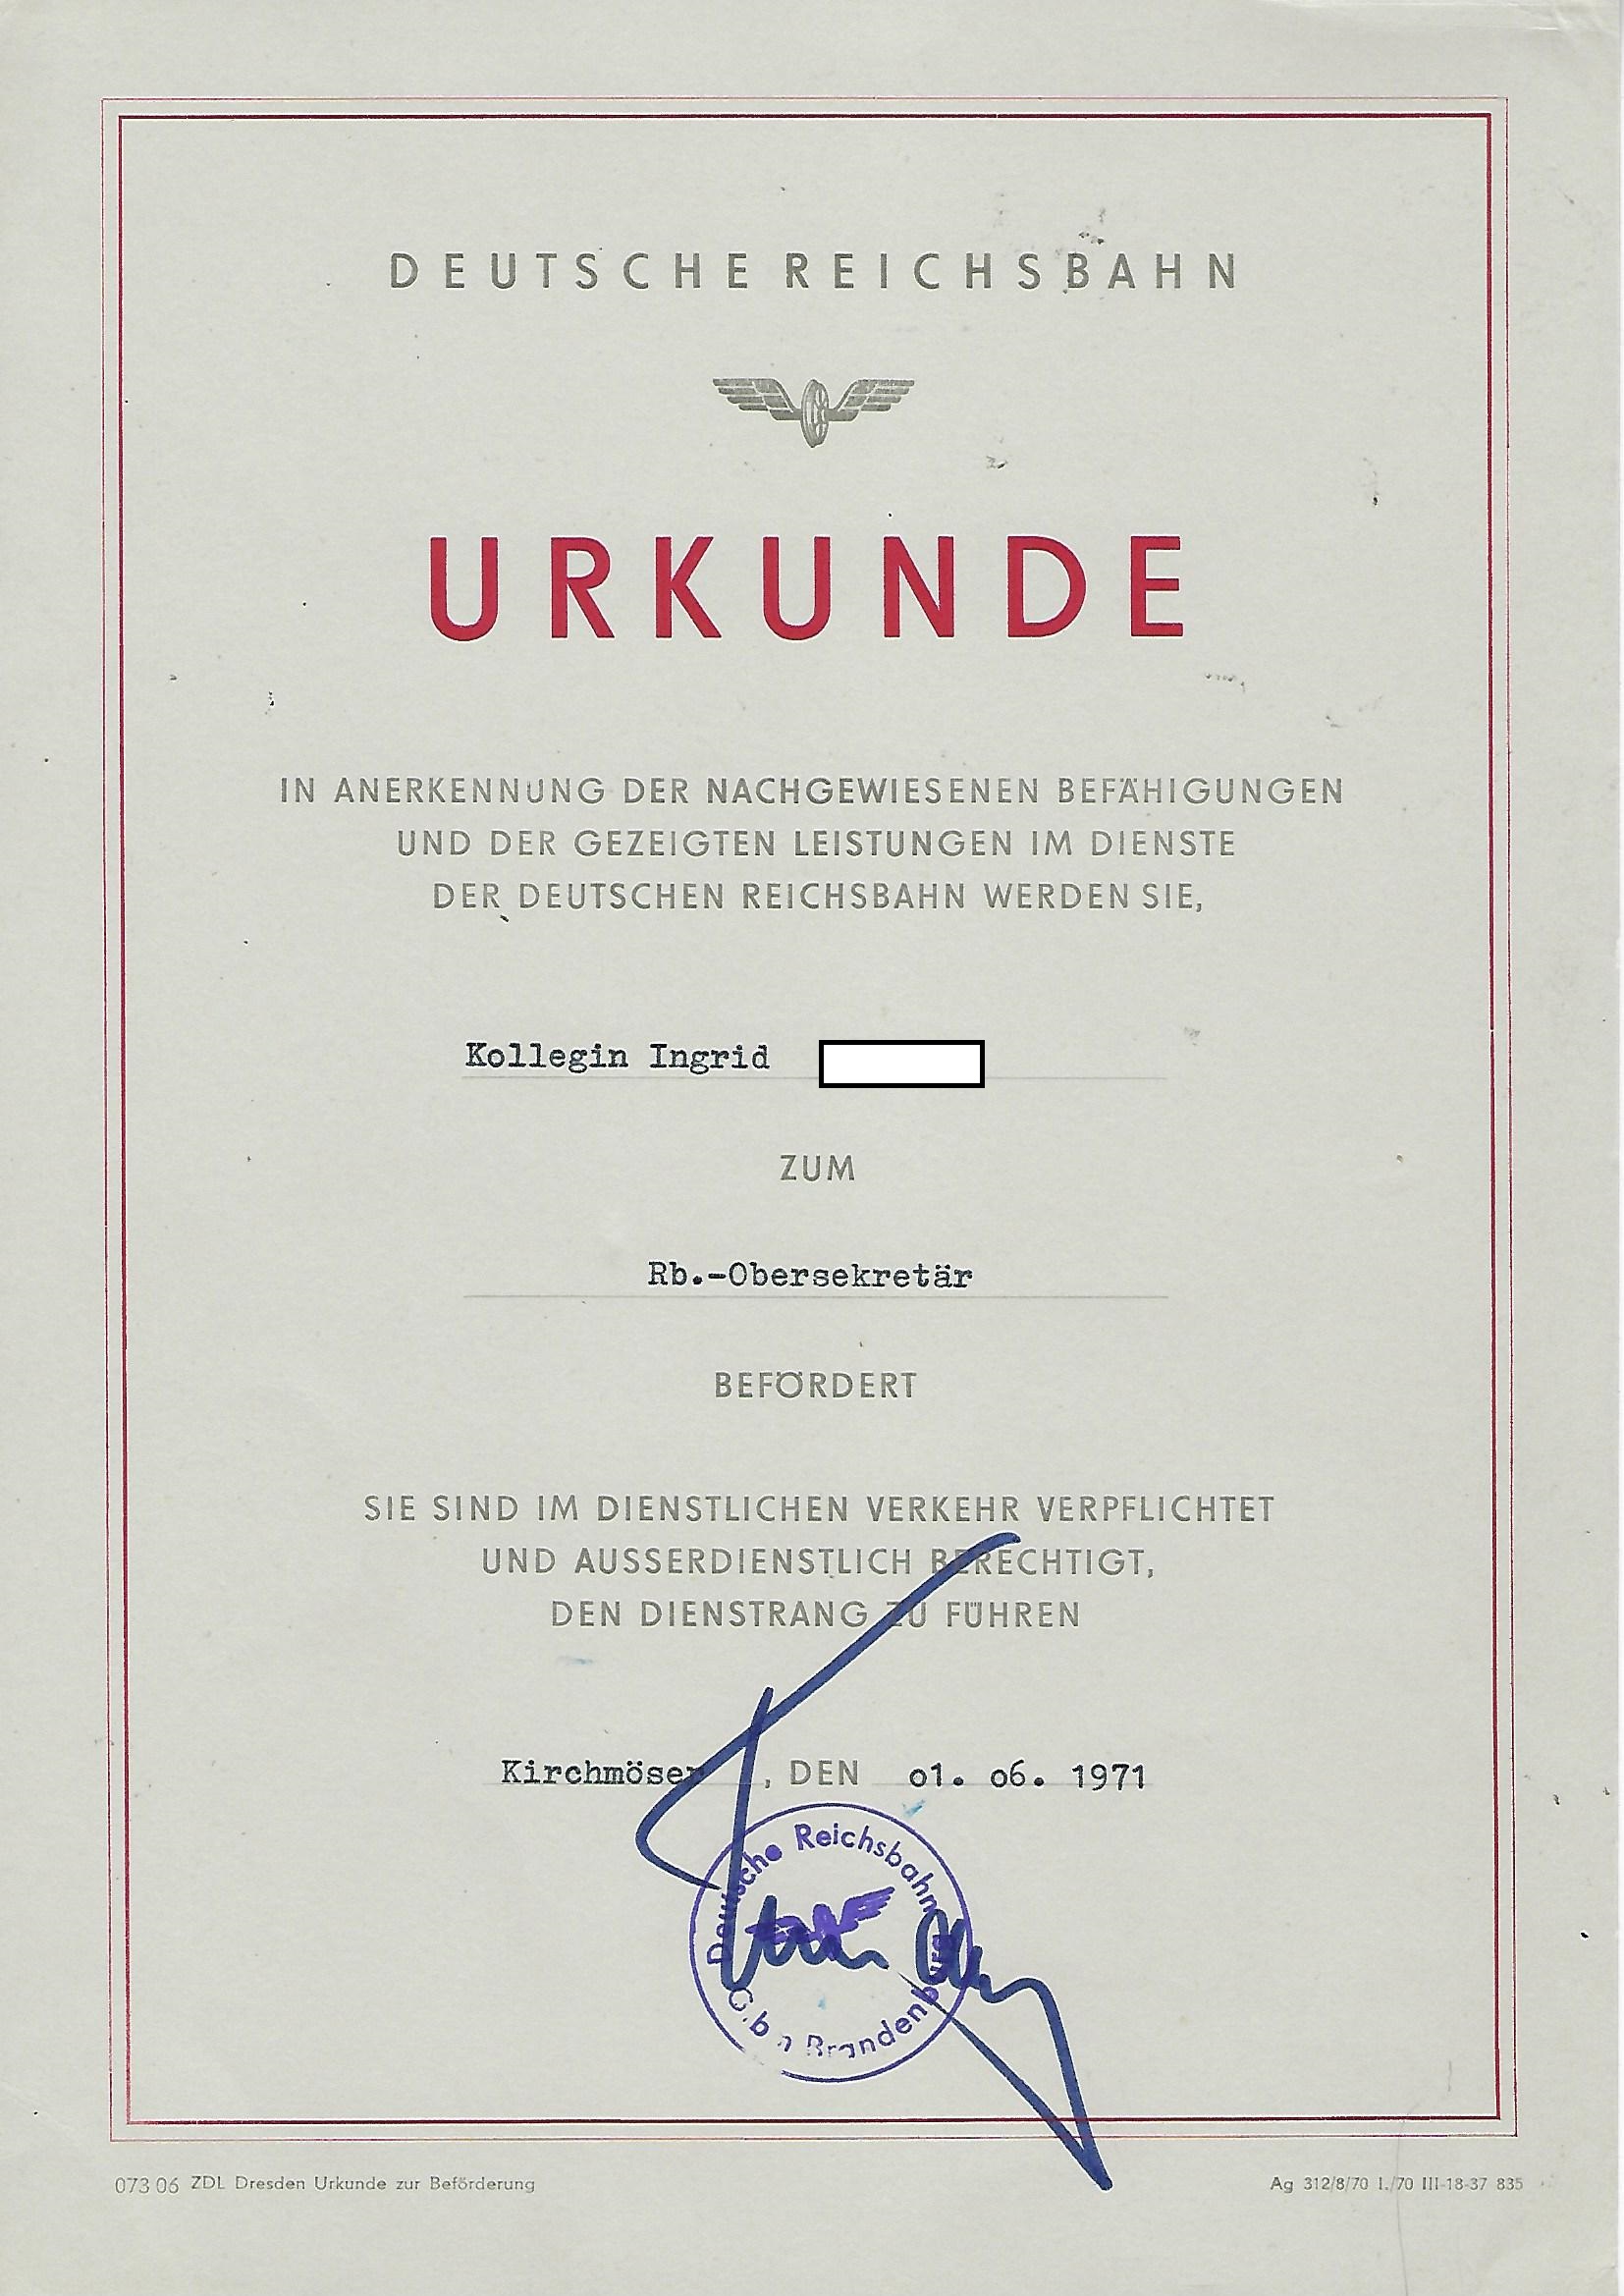 DEUTSCHE REICHSBAHN
URKUNDE
IN ANERKENNUNG DER NACHGEWIESENEN BEFÄHIGUNGEN
UND DER GEZEIGTEN LEISTUNGEN IM DIENSTE
DER DEUTSCHEN REICHSBAHN WERDEN SIE,
Kollegin Ingrid
ZUM
Rb.-Obersekretär
BEFÖRDERT
SIE SIND IM DIENSTLICHEN VERKEHR VERPFLICHTET
UND AUSSERDIENSTLICH BERECHTIGT,
DEN DIENSTRANG ZU FÜHREN
Kirchmöser, DEN 01. 06. 1971
Deutsche Reichsbahn
Brandenburg
073 06 ZDL Dresden Urkunde zur Beförderung
Ag 312/8/70 I./70 III-18-37 835